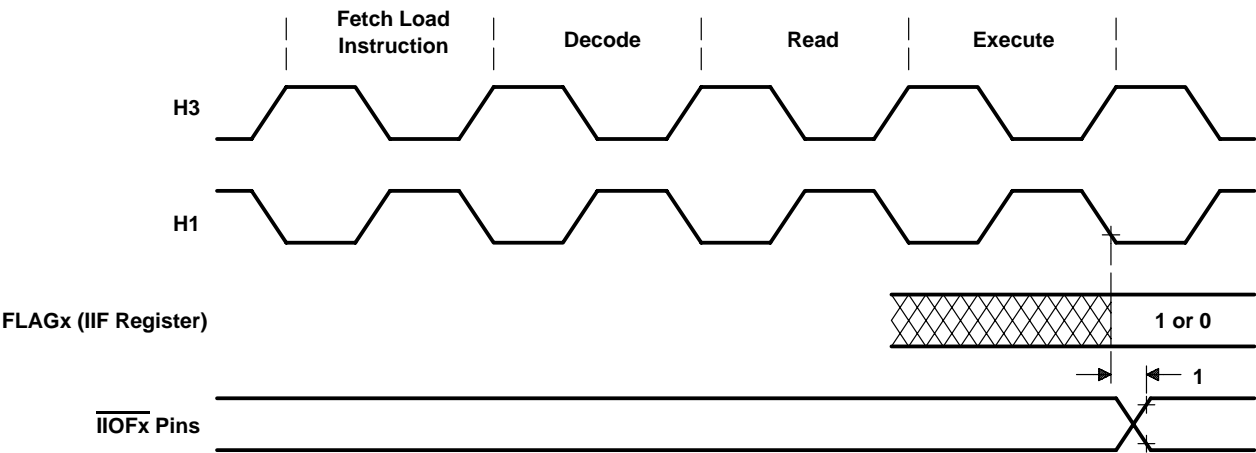 Fetch Load
Instruction
Decode
Read
Execute
H3
H1
FLAGx (IIF Register)
1 or 0
1
IIOFx Pins